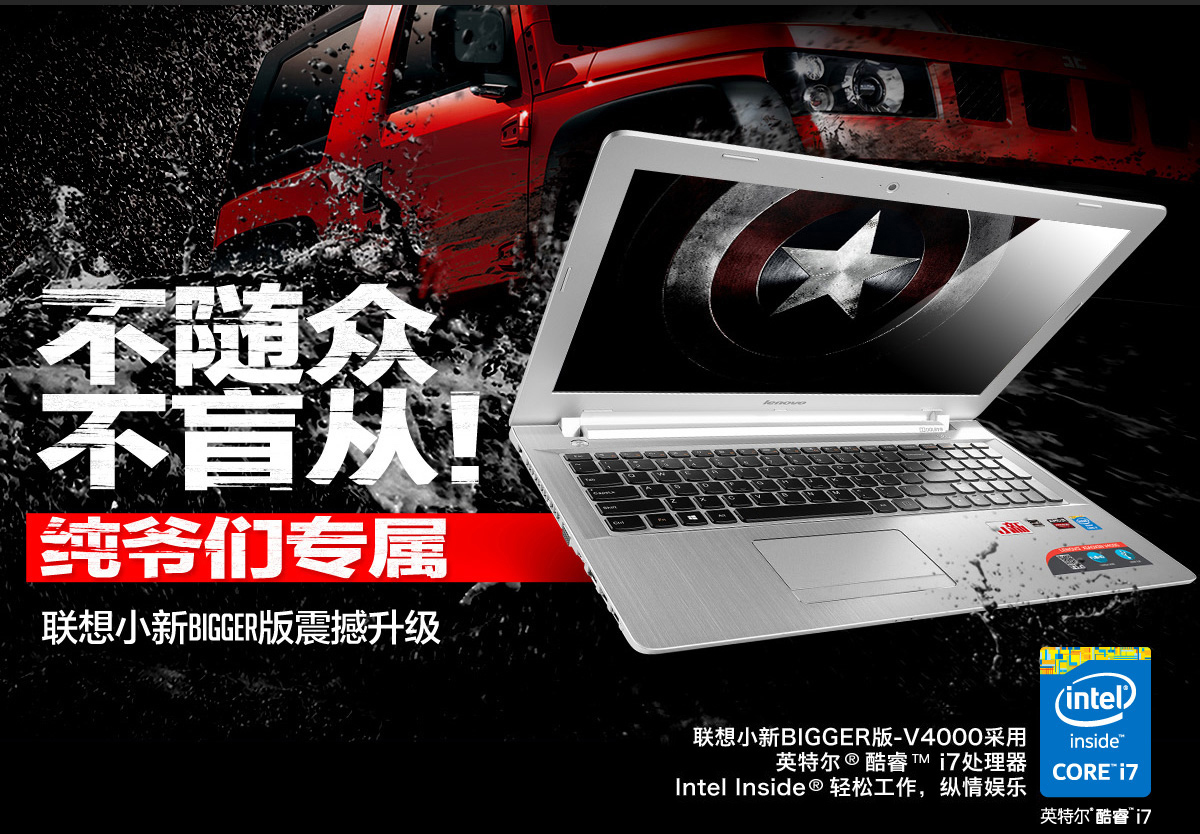 不随众
不盲从!
纯爷们专属
联想小新BIGGER版震撼升级
lenovo
联想小新BIGGER版-V4000采用
英特尔®酷睿™ i7处理器
Intel Inside®轻松工作，纵情娱乐
intel®
inside™
CORE™ i7
英特尔®酷睿™ i7